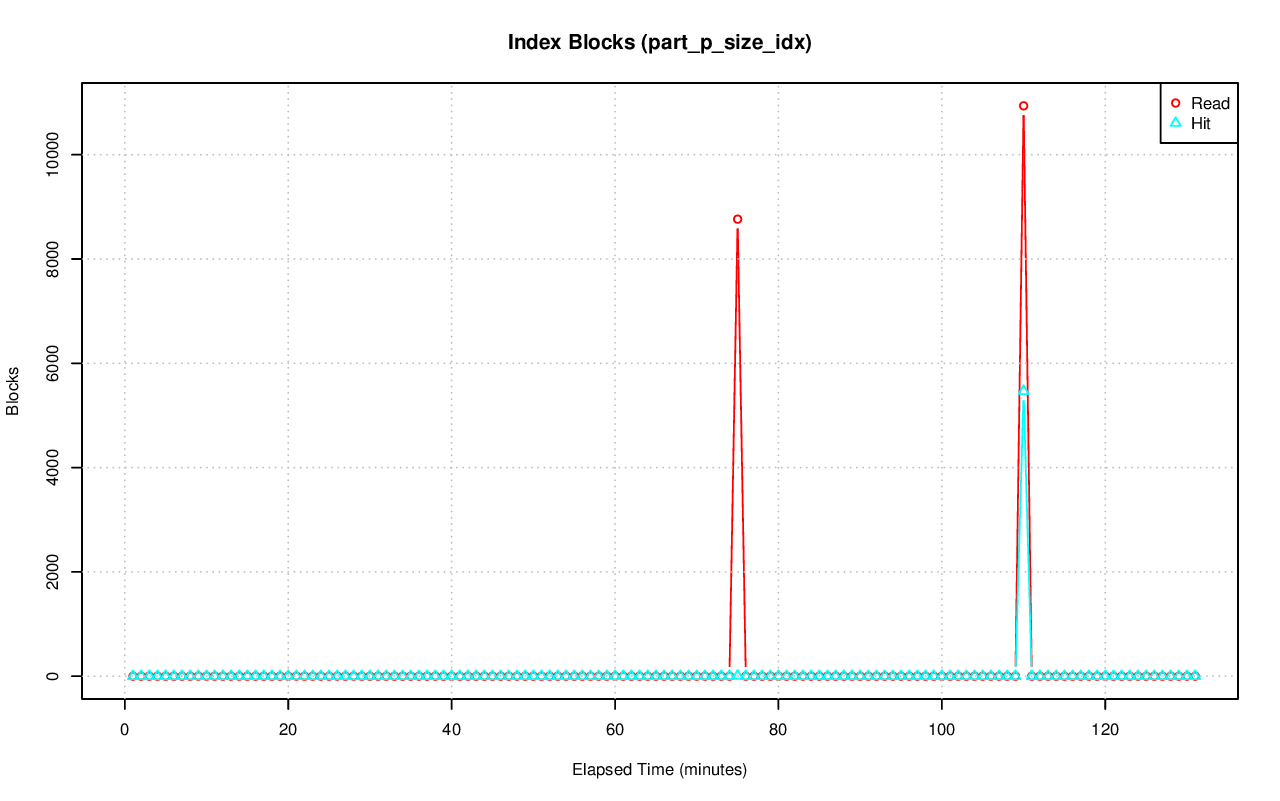 Index Blocks (part_p_size_idx)
Read
Hit
Blocks
10000
8000
6000
4000
2000
0
0 20 40 60 80 100 120
Elapsed Time (minutes)